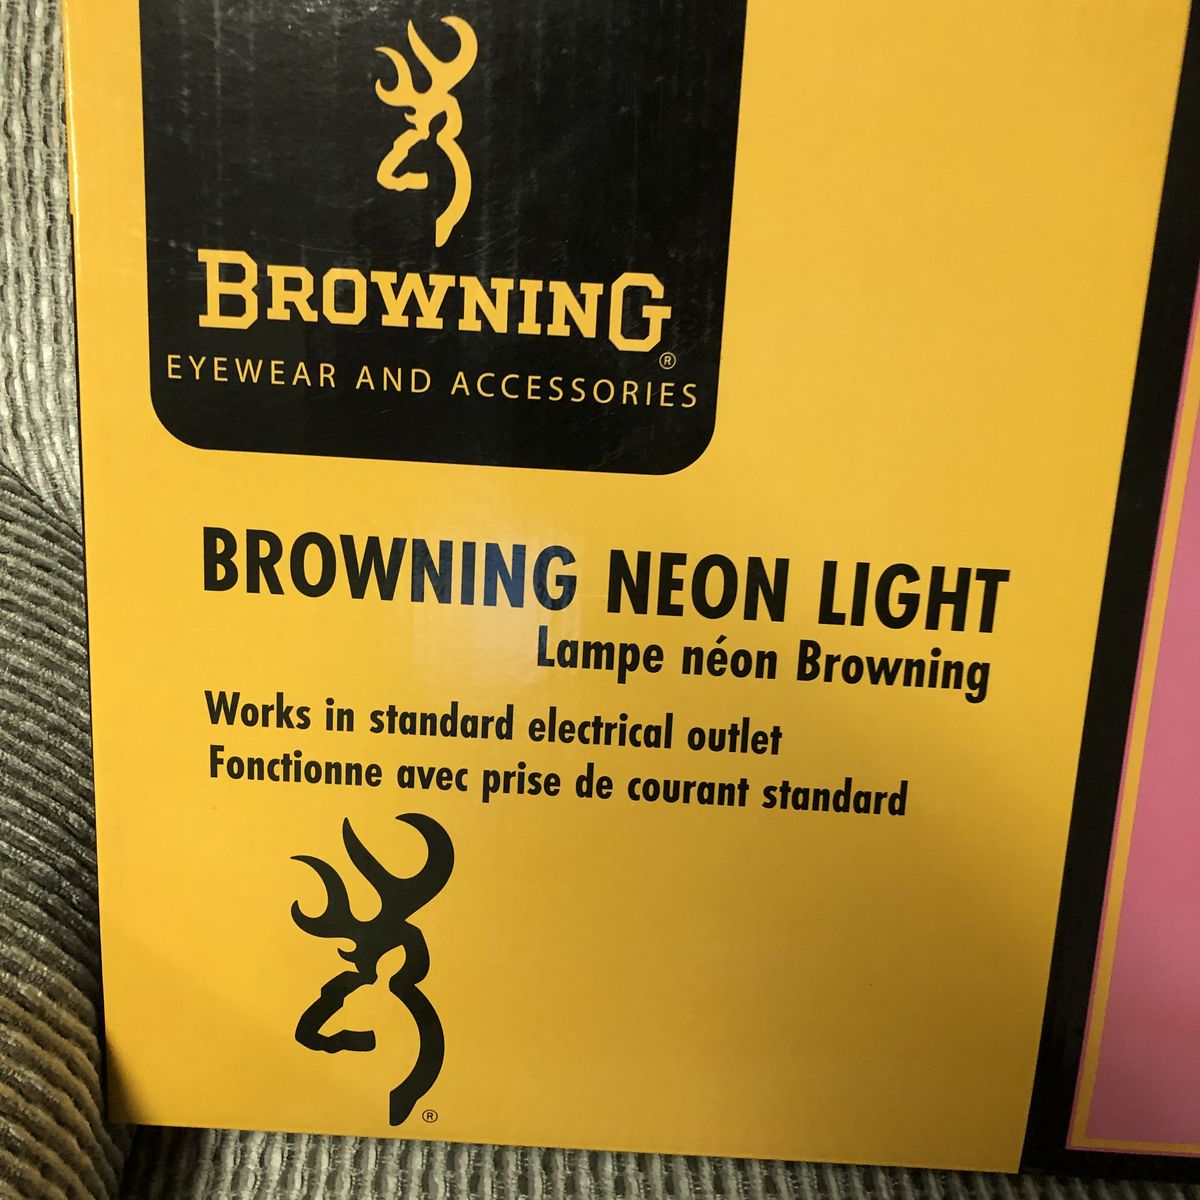 BROWNING
®
EYEWEAR AND ACCESSORIES
BROWNING NEON LIGHT
Lampe néon Browning
Works in standard electrical outlet
Fonctionne avec prise de courant standard
®